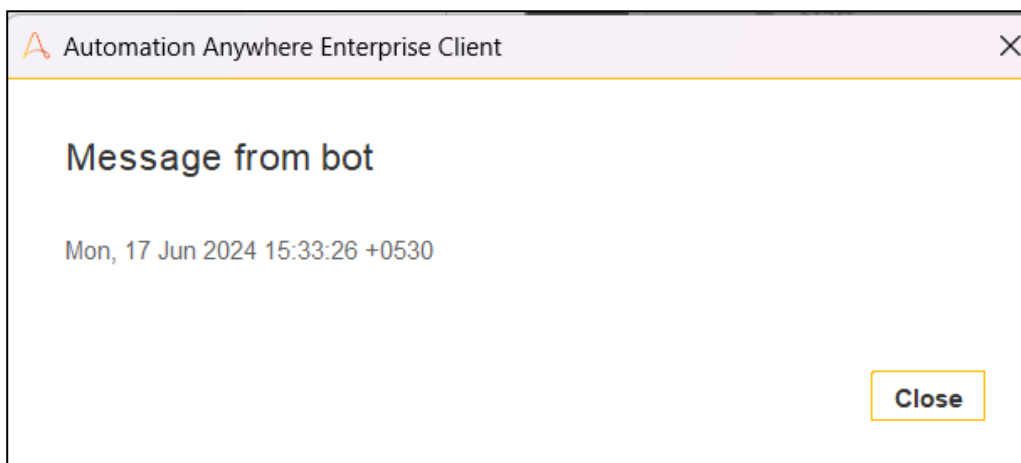 Automation Anywhere Enterprise Client
Message from bot
Mon, 17 Jun 2024 15:33:26 +0530
Close